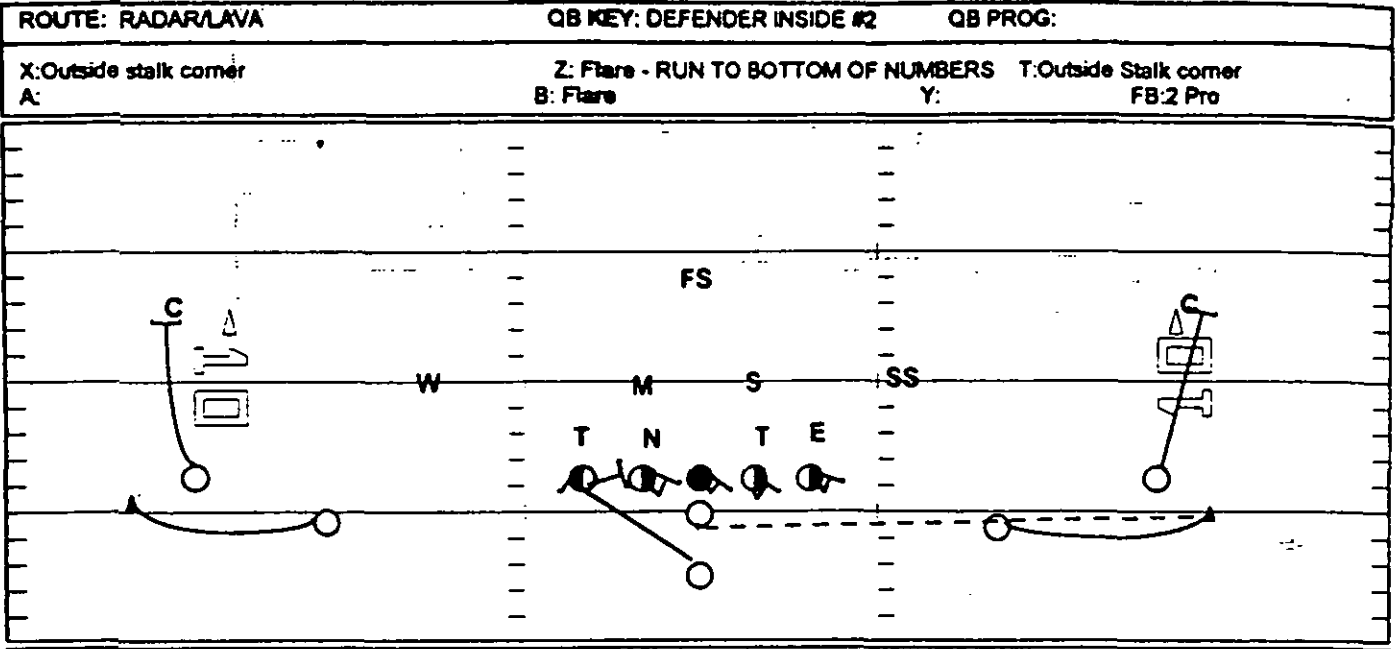 ROUTE: RADAR/LAVA QB KEY: DEFENDER INSIDE #2 QB PROG:
X:Outside stalk corner Z: Flare - RUN TO BOTTOM OF NUMBERS T:Outside Stalk corner
A: B: Flare Y: FB:2 Pro
FS
C C
W M S SS
T N T E